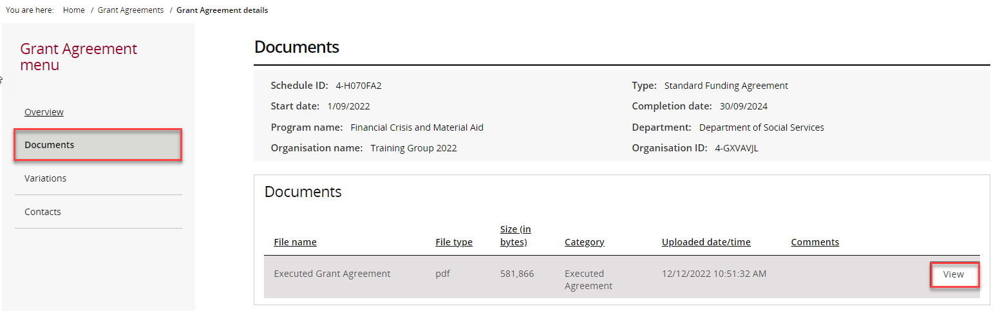 You are here: Home / Grant Agreements / Grant Agreement details
Grant Agreement
menu
Overview
Documents
Variations
Contacts
Documents
Schedule ID: 4-H070FA2 Type: Standard Funding Agreement
Start date: 1/09/2022 Completion date: 30/09/2024
Program name: Financial Crisis and Material Aid Department: Department of Social Services
Organisation name: Training Group 2022 Organisation ID: 4-GXVAVJL
Documents
File name File type Size (in bytes) Category Uploaded date/time Comments
Executed Grant Agreement pdf 581,866 Executed Agreement 12/12/2022 10:51:32 AM View